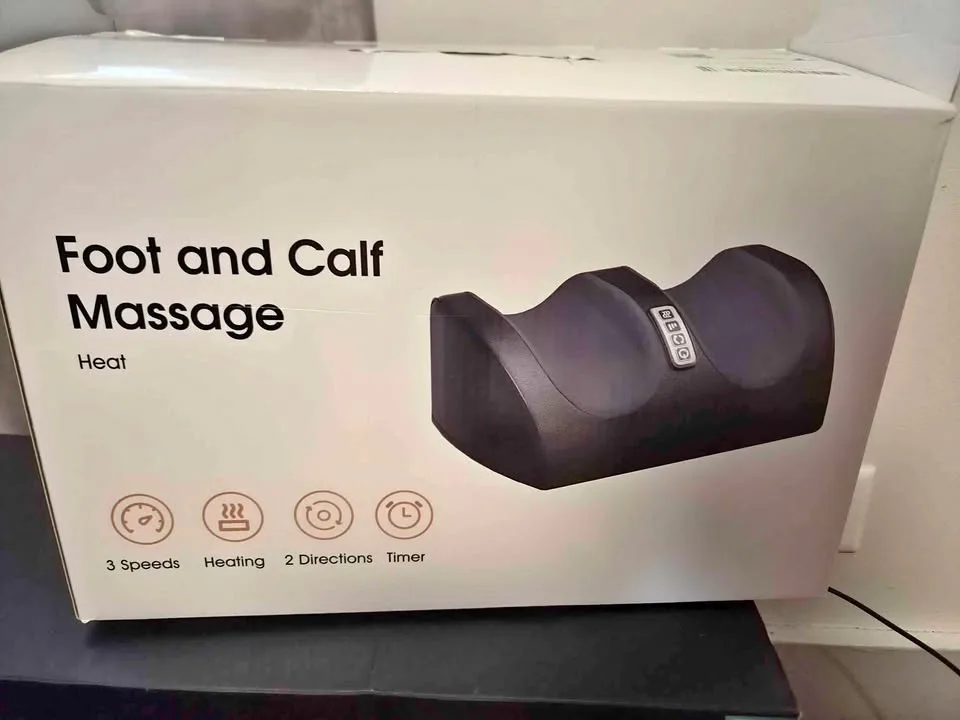 Foot and Calf
Massage
Heat
3 Speeds
Heating
2 Directions
Timer